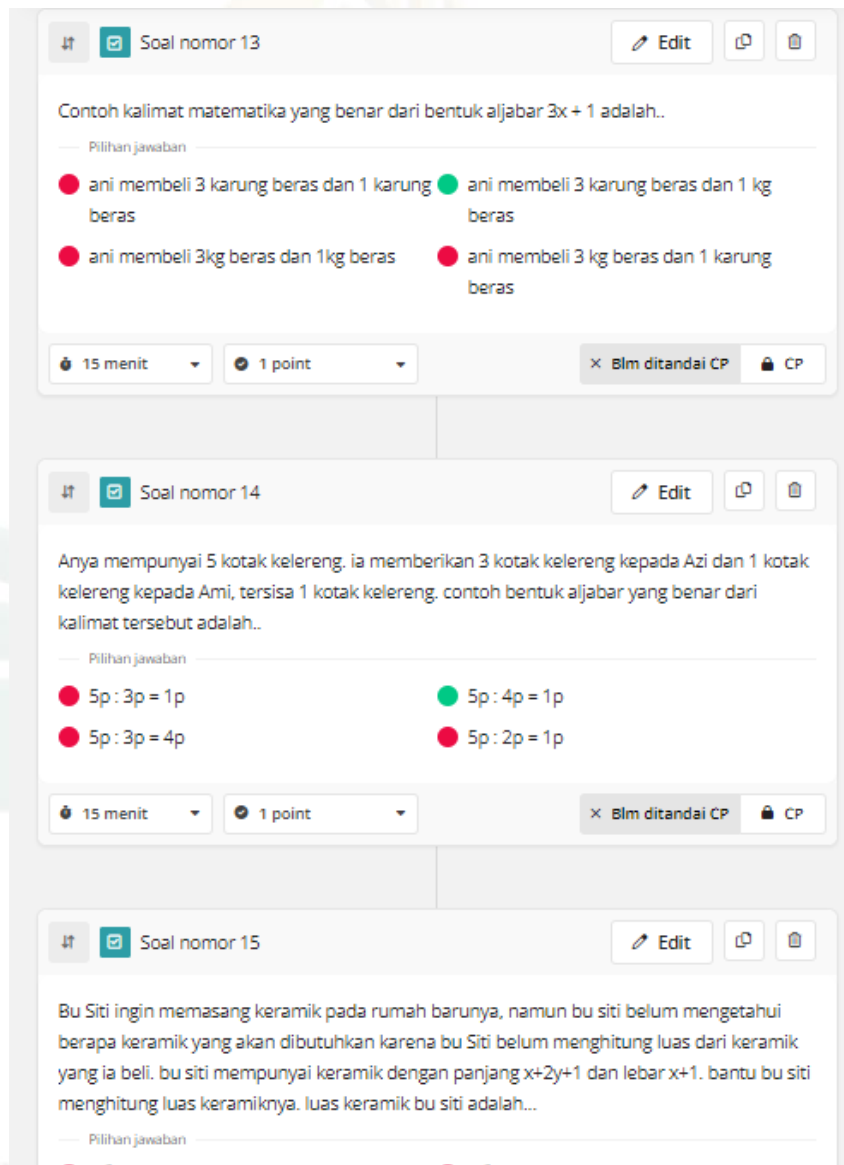 Soal nomor 13
Edit
Contoh kalimat matematika yang benar dari bentuk aljabar 3x + 1 adalah..
Pilihan jawaban
ani membeli 3 karung beras dan 1 karung beras
ani membeli 3 karung beras dan 1 kg beras
ani membeli 3kg beras dan 1kg beras
ani membeli 3 kg beras dan 1 karung beras
15 menit
1 point
× Blm ditandai CP
CP
Soal nomor 14
Edit
Anya mempunyai 5 kotak kelereng. ia memberikan 3 kotak kelereng kepada Azi dan 1 kotak
kelereng kepada Ami, tersisa 1 kotak kelereng. contoh bentuk aljabar yang benar dari
kalimat tersebut adalah..
Pilihan jawaban
5p : 3p = 1p
5p : 4p = 1p
5p : 3p = 4p
5p : 2p = 1p
15 menit
1 point
× Blm ditandai CP
CP
Soal nomor 15
Edit
Bu Siti ingin memasang keramik pada rumah barunya, namun bu siti belum mengetahui
berapa keramik yang akan dibutuhkan karena bu Siti belum menghitung luas dari keramik
yang ia beli. bu siti mempunyai keramik dengan panjang x+2y+1 dan lebar x+1. bantu bu siti
menghitung luas keramiknya. luas keramik bu siti adalah...
Pilihan jawaban